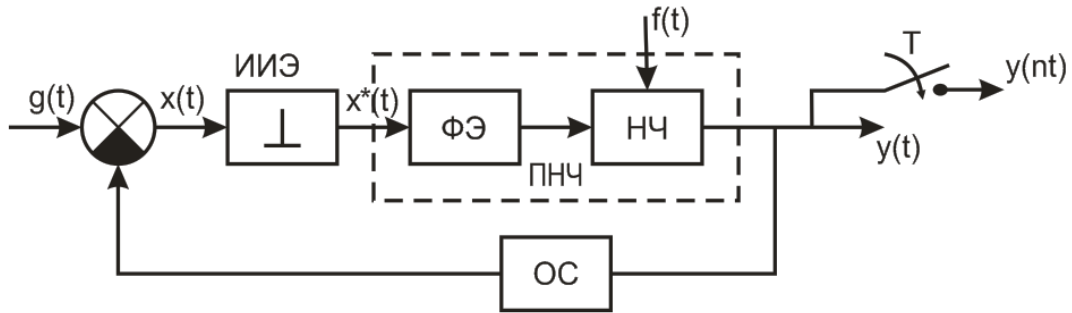 f(t)
ИИЭ
T
g(t)
x(t)
x*(t)
y(nt)
⊥
ФЭ
НЧ
ПНЧ
y(t)
ОС